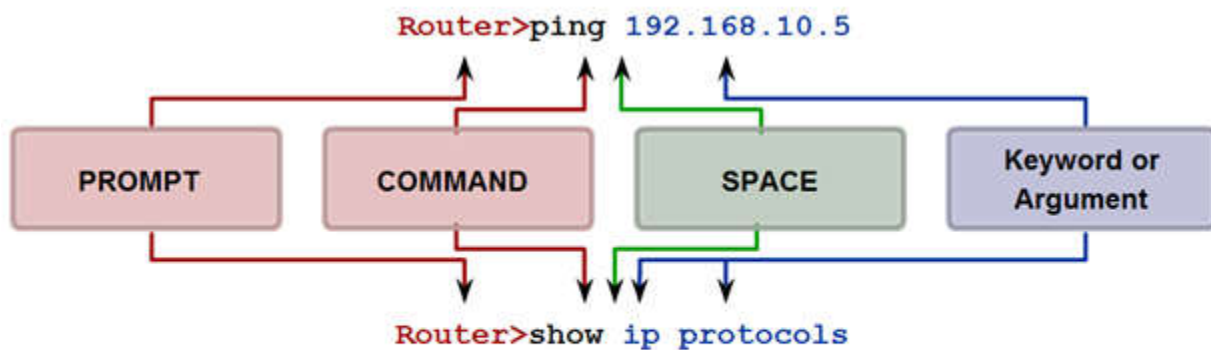 Router>ping 192.168.10.5
PROMPT
COMMAND
SPACE
Keyword or
Argument
Router>show ip protocols